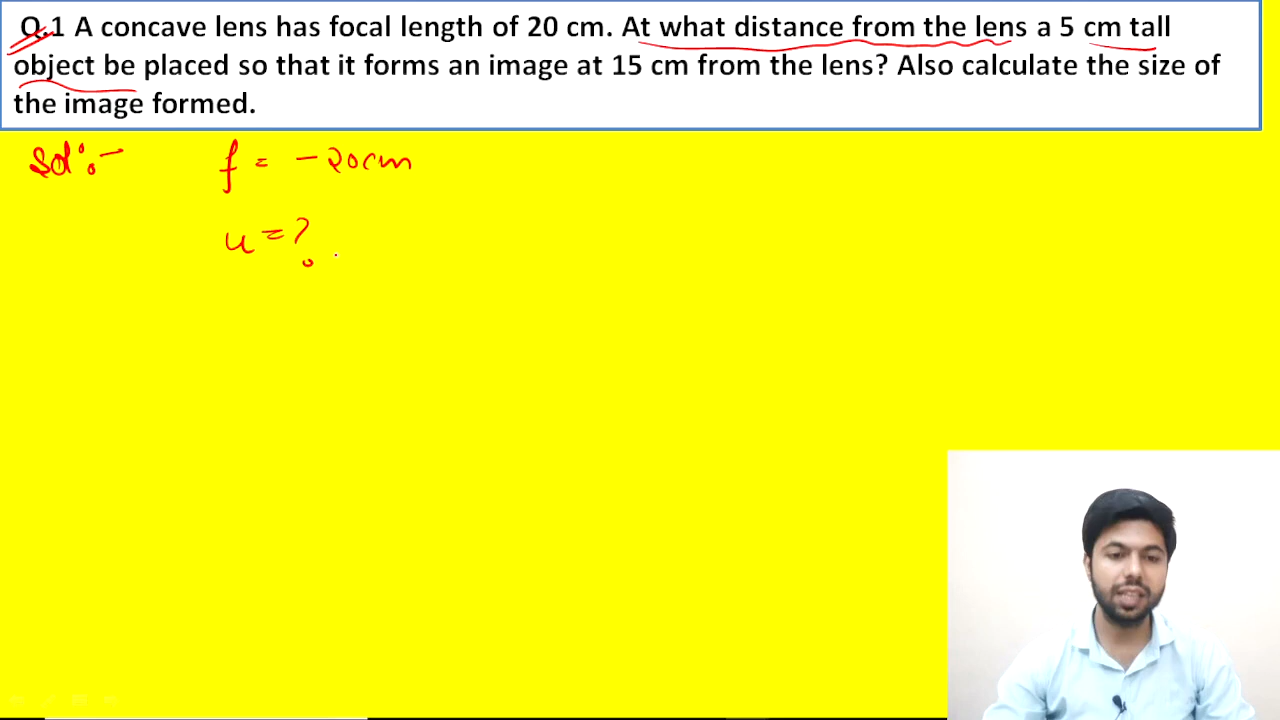 Q.1 A concave lens has focal length of 20 cm. At what distance from the lens a 5 cm tall
object be placed so that it forms an image at 15 cm from the lens? Also calculate the size of
the image formed.
Sol:- f = -20cm
u = ?